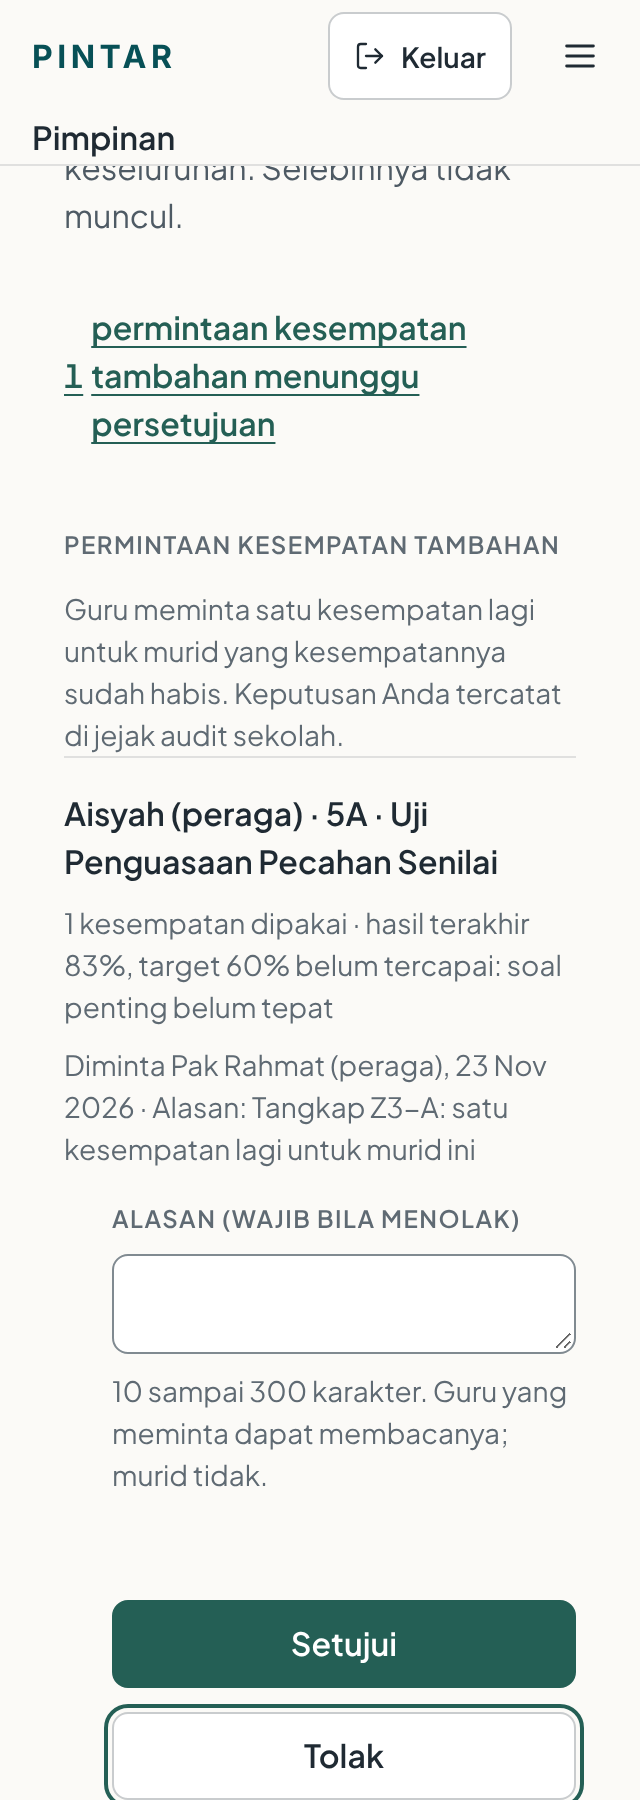 PINTAR
Keluar
Pimpinan
keseluruhan. Selebihnya tidak
muncul.
permintaan kesempatan
1 tambahan menunggu
persetujuan
PERMINTAAN KESEMPATAN TAMBAHAN
Guru meminta satu kesempatan lagi
untuk murid yang kesempatannya
sudah habis. Keputusan Anda tercatat
di jejak audit sekolah.
Aisyah (peraga) · 5A · Uji
Penguasaan Pecahan Senilai
1 kesempatan dipakai · hasil terakhir
83%, target 60% belum tercapai: soal
penting belum tepat
Diminta Pak Rahmat (peraga), 23 Nov
2026 · Alasan: Tangkap Z3–A: satu
kesempatan lagi untuk murid ini
ALASAN (WAJIB BILA MENOLAK)
10 sampai 300 karakter. Guru yang
meminta dapat membacanya;
murid tidak.
Setujui
Tolak